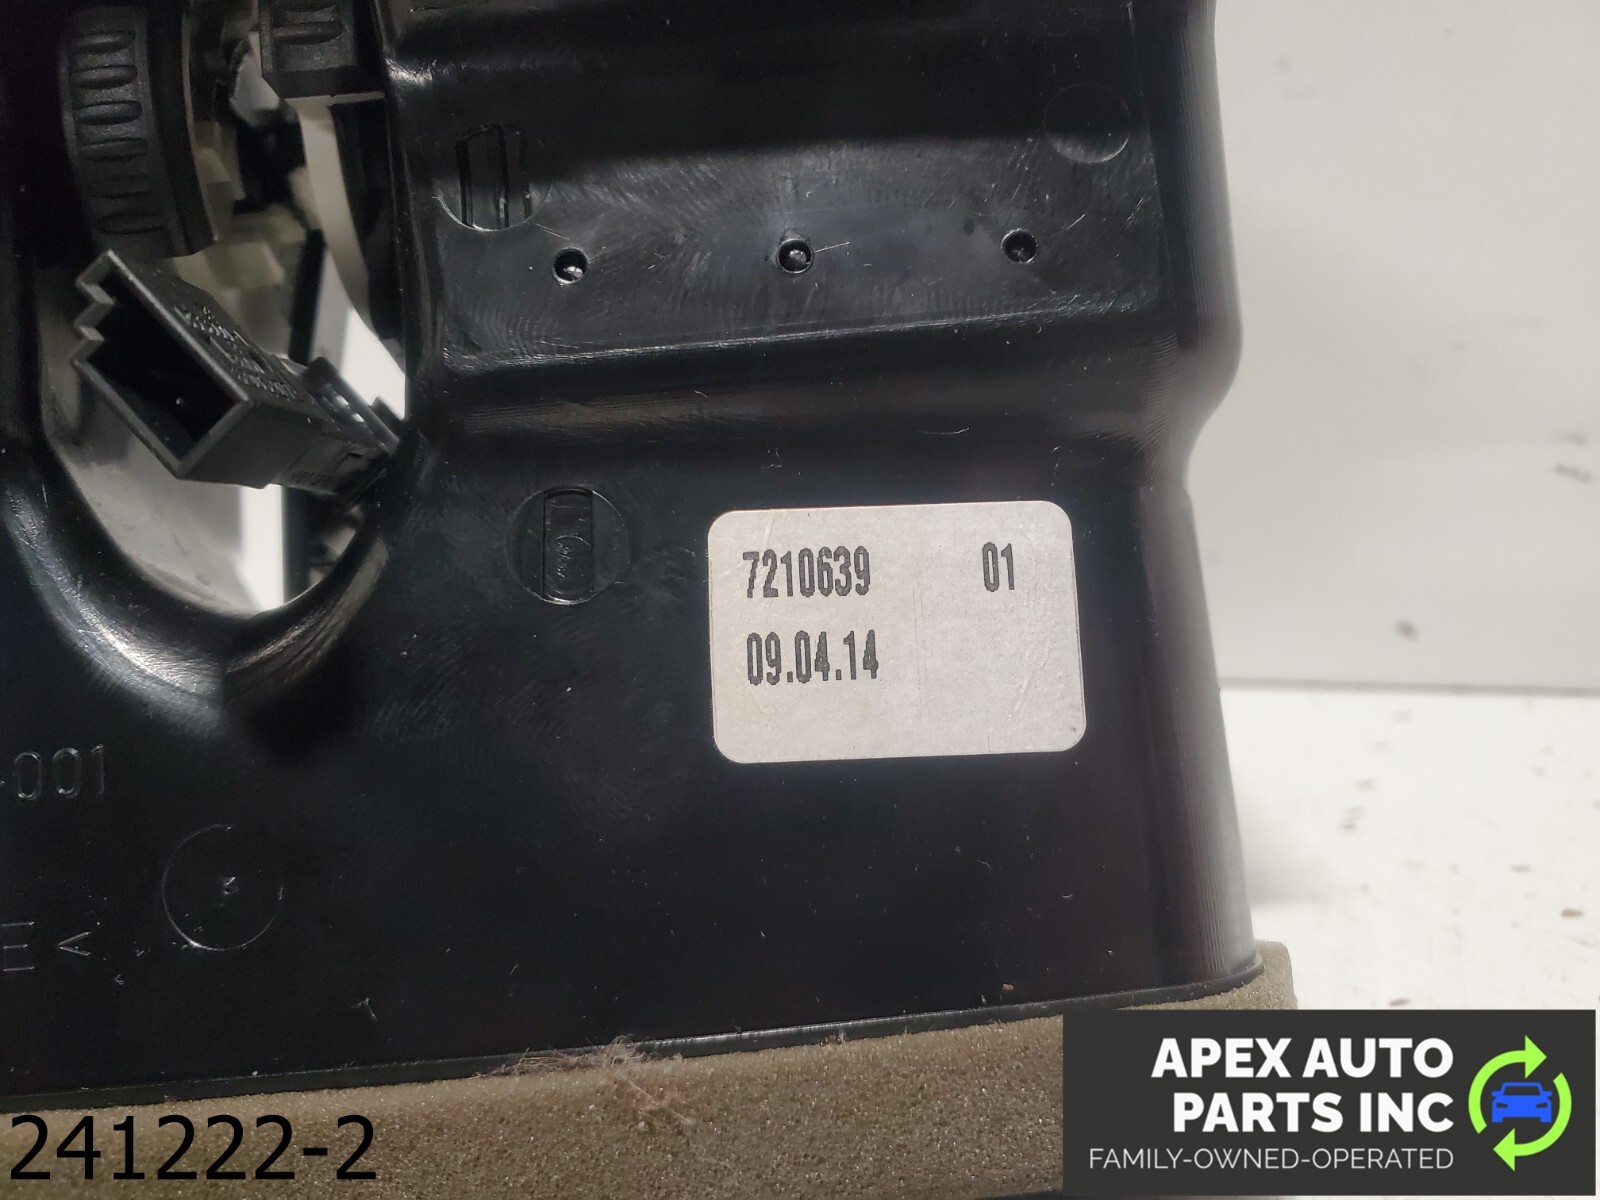 7210639 01
09.04.14
-001
241222-2
APEX AUTO
PARTS INC
FAMILY-OWNED-OPERATED